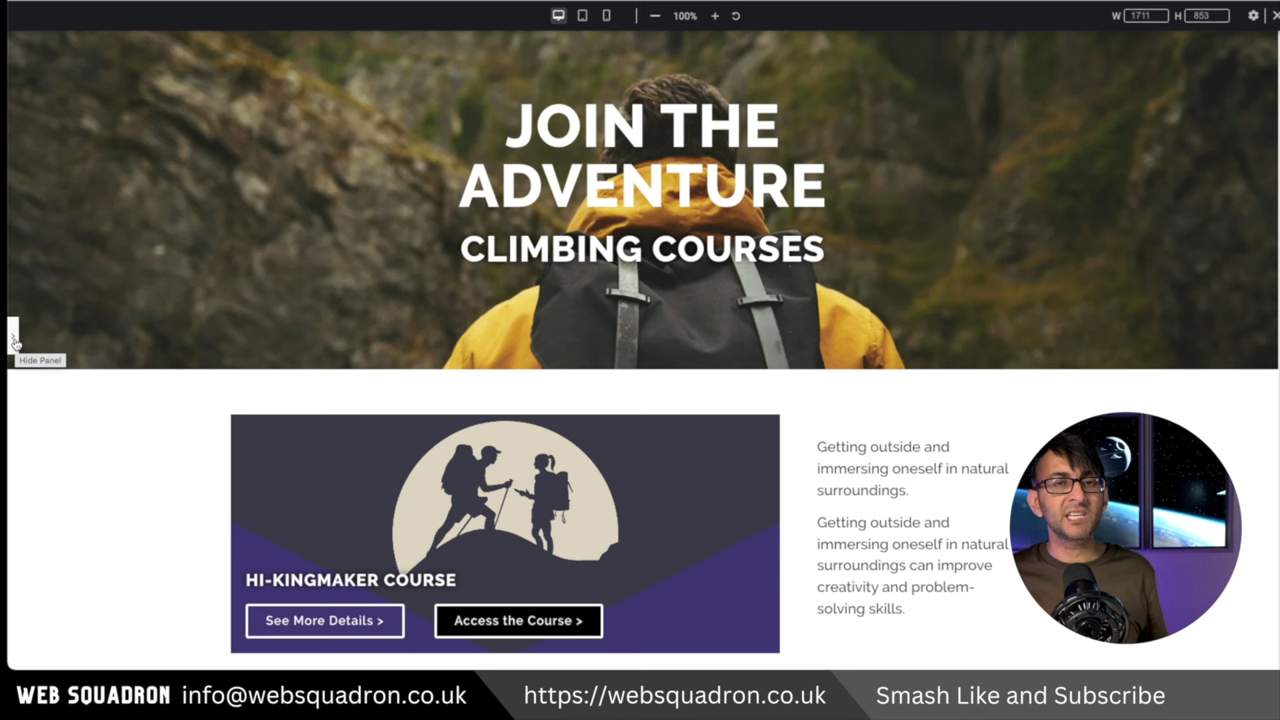 100%
W 1711 H 853
JOIN THE
ADVENTURE
CLIMBING COURSES
Hide Panel
HI-KINGMAKER COURSE
See More Details >
Access the Course >
Getting outside and
immersing oneself in natural
surroundings.
Getting outside and
immersing oneself in natural
surroundings can improve
creativity and problem-
solving skills.
WEB SQUADRON info@websquadron.co.uk https://websquadron.co.uk Smash Like and Subscribe